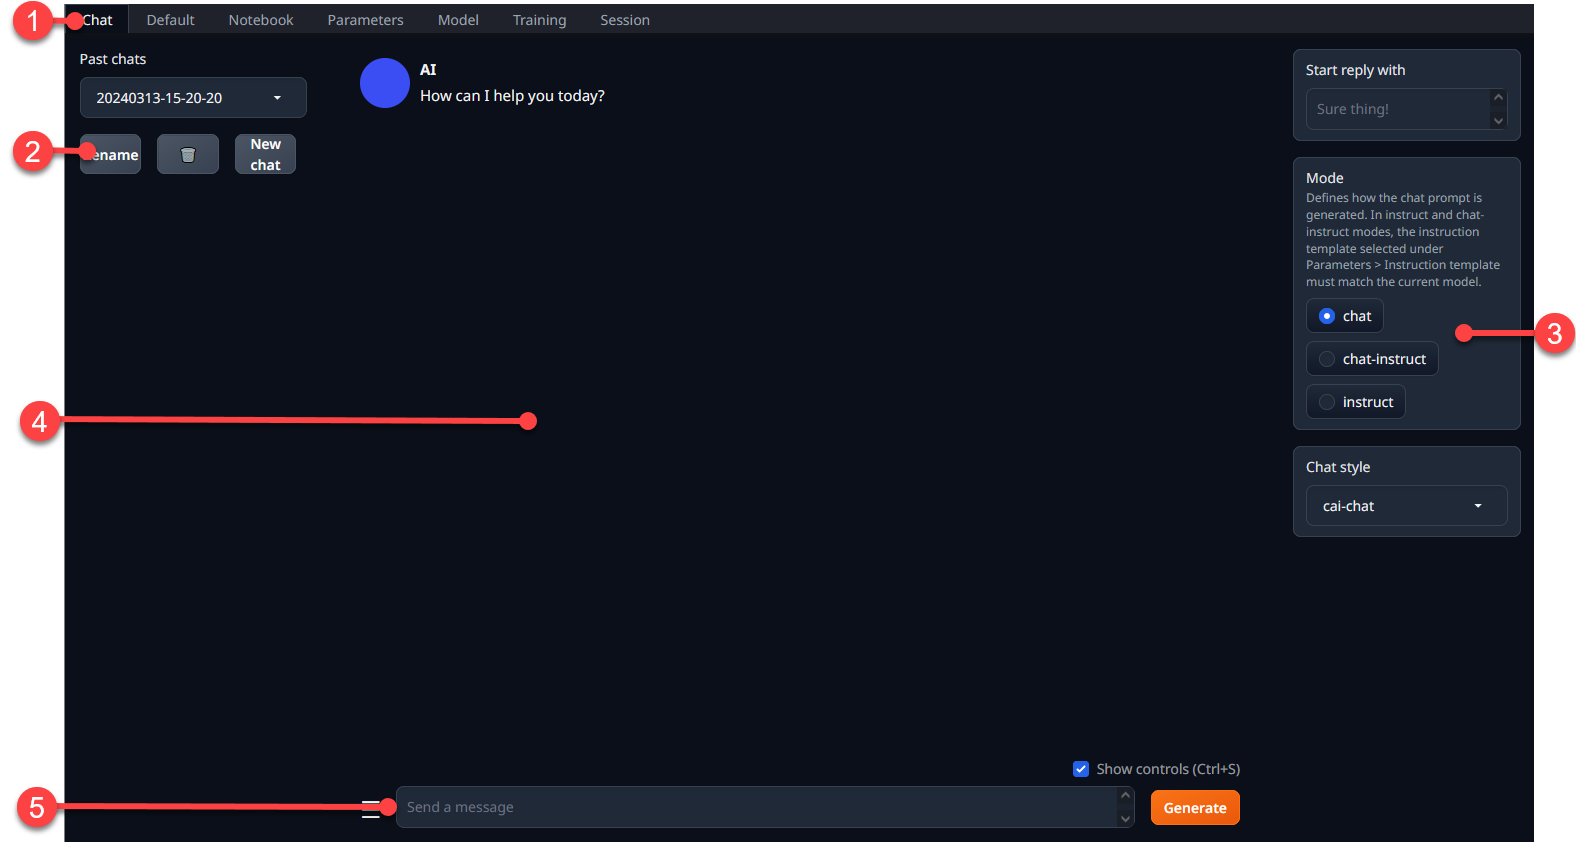 1
Chat Default Notebook Parameters Model Training Session
Past chats
20240313-15-20-20
2
ename
New
chat
AI
How can I help you today?
Start reply with
Sure thing!
Mode
Defines how the chat prompt is
generated. In instruct and chat-
instruct modes, the instruction
template selected under
Parameters > Instruction template
must match the current model.
chat
chat-instruct
instruct
3
Chat style
cai-chat
4
Show controls (Ctrl+S)
5
Send a message
Generate